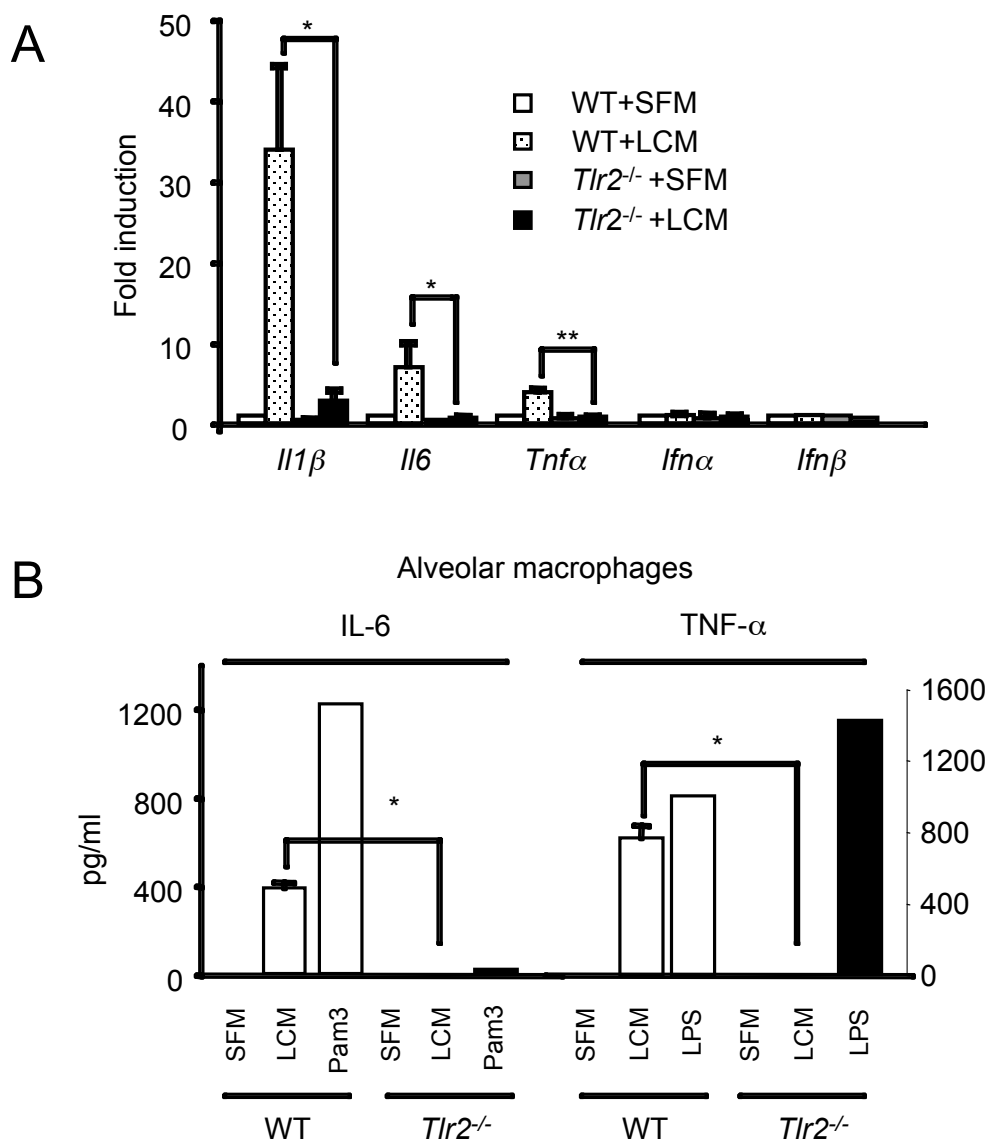 A
50
40
30
20
10
0
Fold induction
*
*
**
WT+SFM
WT+LCM
Tlr2-/- +SFM
Tlr2-/- +LCM
Il1β Il6 Tnfα Ifnα Ifnβ
B
Alveolar macrophages
IL-6 TNF-α
1200
800
400
0
pg/ml
*
*
1600
1200
800
400
0
SFM LCM Pam3 SFM LCM Pam3 SFM LCM LPS SFM LCM LPS
WT Tlr2-/- WT Tlr2-/-